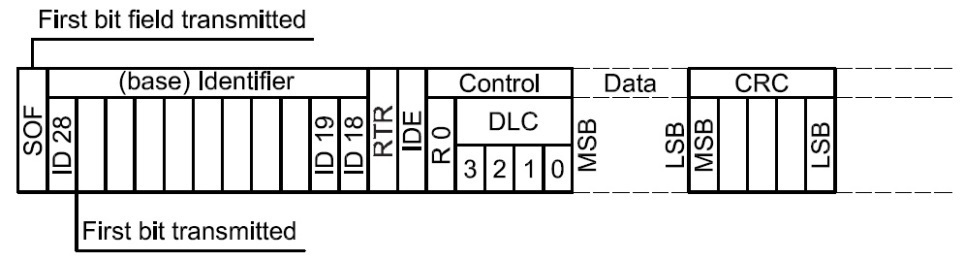 First bit field transmitted
(base) Identifier
Control
Data
CRC
SOF
ID 28
ID 19
ID 18
RTR
IDE
R 0
DLC
3 2 1 0
MSB
LSB
MSB
LSB
First bit transmitted